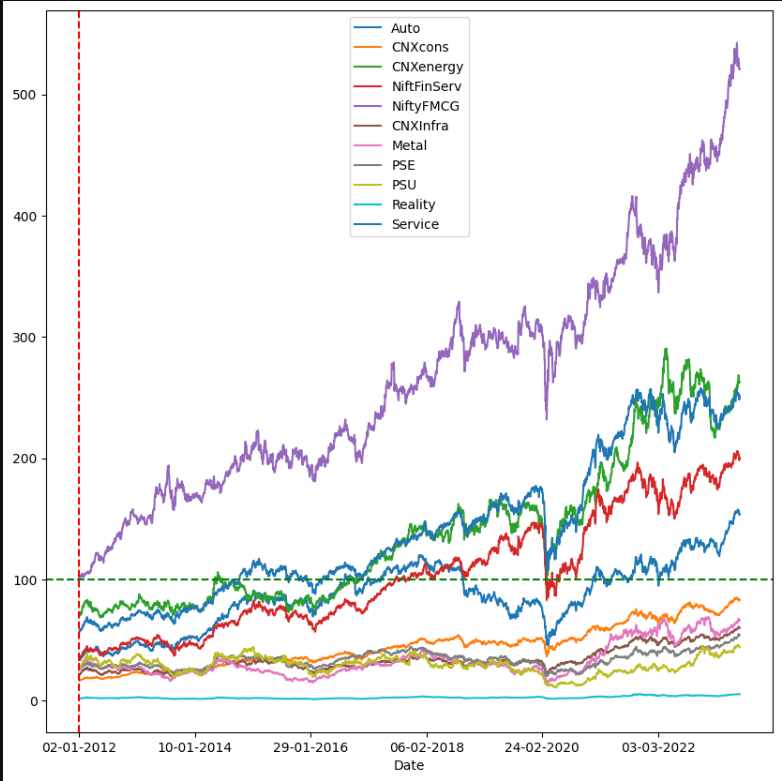 Auto
CNXcons
CNXenergy
NiftFinServ
NiftyFMCG
CNXInfra
Metal
PSE
PSU
Reality
Service
500
400
300
200
100
0
02-01-2012 10-01-2014 29-01-2016 06-02-2018 24-02-2020 03-03-2022
Date